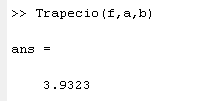 >> Trapecio(f,a,b)
ans =
3.9323